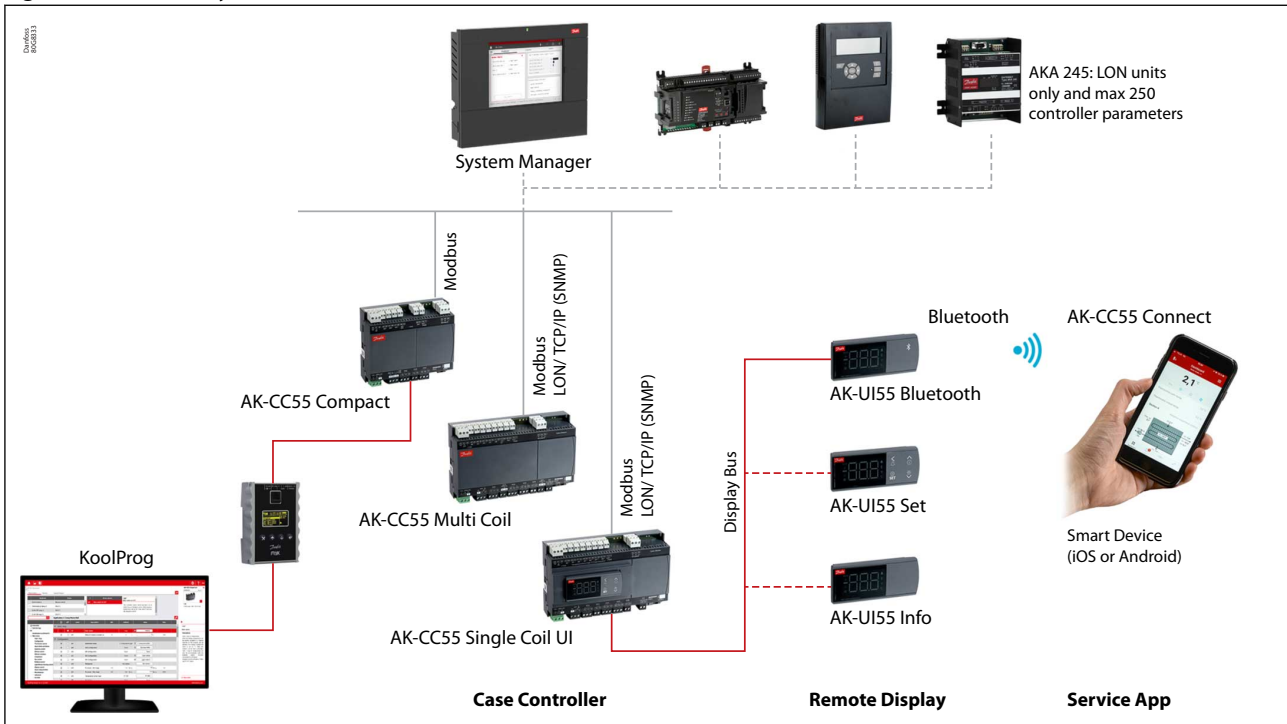 Danfoss
80G8333
System Manager
AKA 245: LON units
only and max 250
controller parameters
Modbus
Modbus
LON/ TCP/IP (SNMP)
Modbus
LON/ TCP/IP (SNMP)
AK-CC55 Compact
AK-CC55 Multi Coil
AK-CC55 Single Coil UI
KoolProg
Display Bus
Bluetooth
AK-UI55 Bluetooth
AK-UI55 Set
AK-UI55 Info
AK-CC55 Connect
2,1
Smart Device
(iOS or Android)
Case Controller
Remote Display
Service App